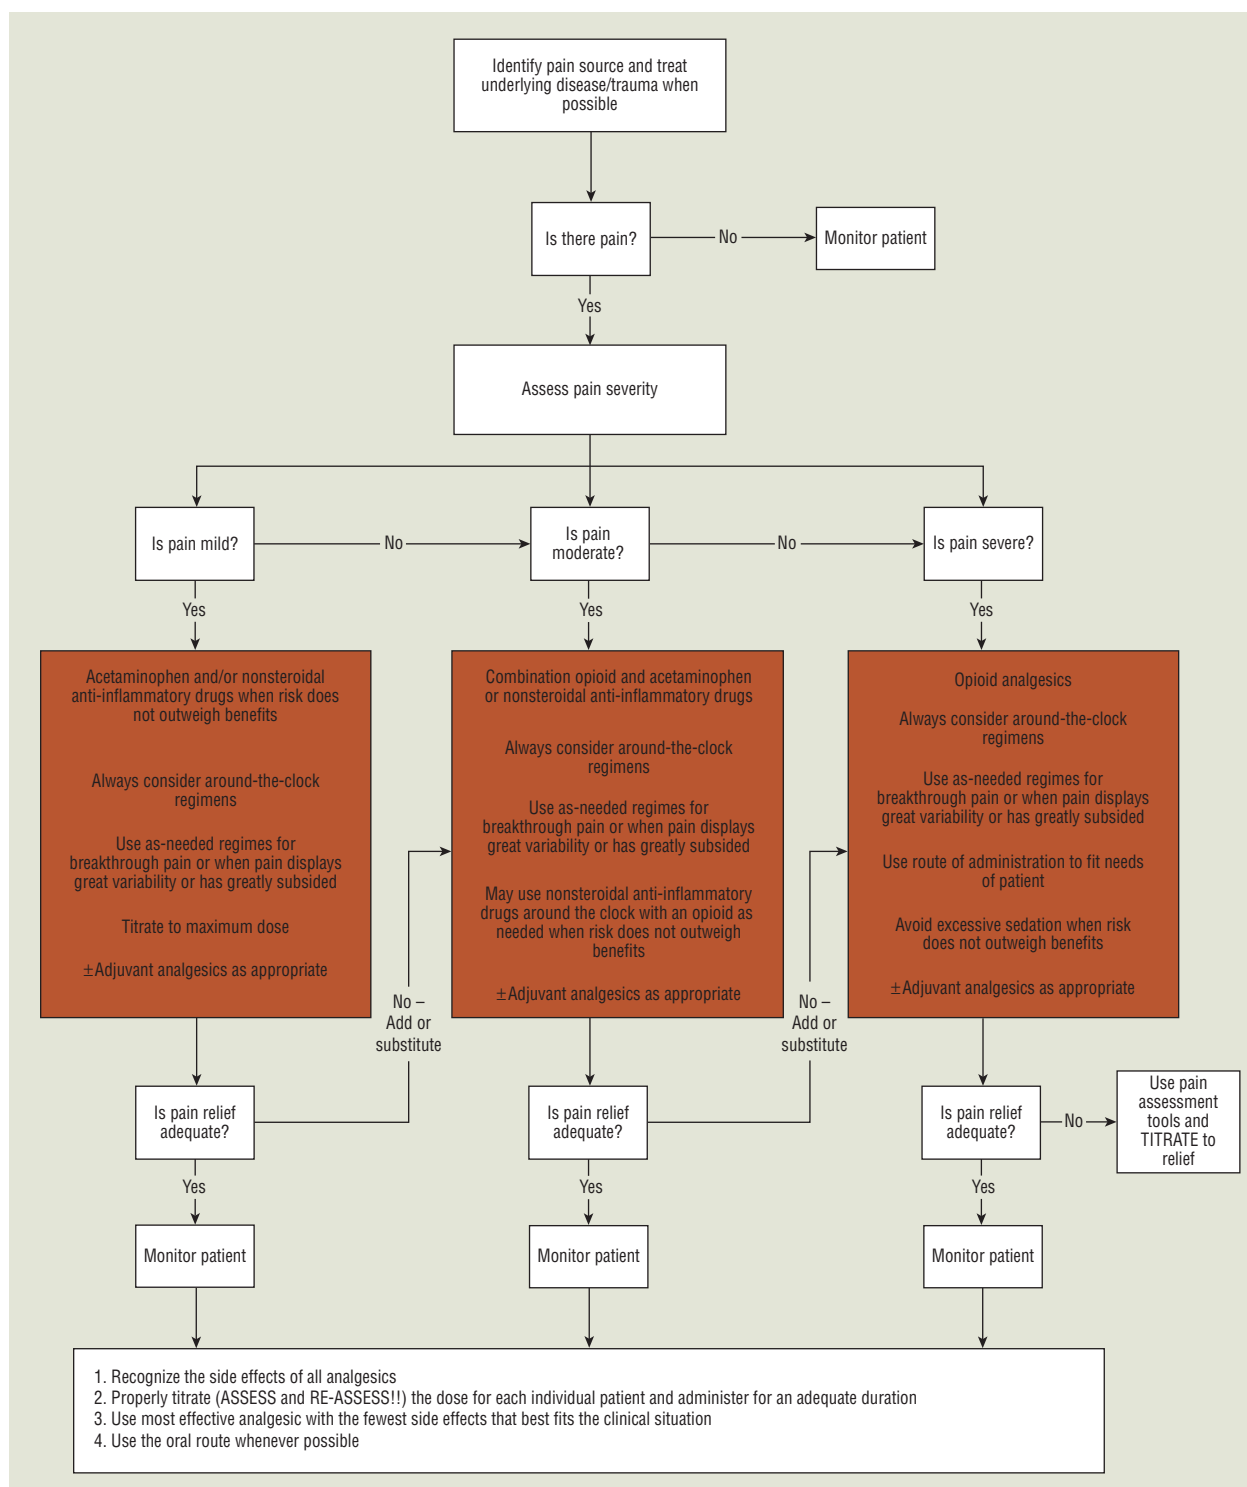 Identify pain source and treat
underlying disease/trauma when
possible
Is there pain?
No
Monitor patient
Yes
Assess pain severity
Is pain mild?
No
Is pain
moderate?
No
Is pain severe?
Yes
Yes
Yes
Acetaminophen and/or nonsteroidal
anti-inflammatory drugs when risk does
not outweigh benefits
Always consider around-the-clock
regimens
Use as-needed regimes for
breakthrough pain or when pain displays
great variability or has greatly subsided
Titrate to maximum dose
±Adjuvant analgesics as appropriate
Combination opioid and acetaminophen
or nonsteroidal anti-inflammatory drugs
Always consider around-the-clock
regimens
Use as-needed regimes for
breakthrough pain or when pain displays
great variability or has greatly subsided
May use nonsteroidal anti-inflammatory
drugs around the clock with an opioid as
needed when risk does not outweigh
benefits
±Adjuvant analgesics as appropriate
Opioid analgesics
Always consider around-the-clock
regimens
Use as-needed regimes for
breakthrough pain or when pain displays
great variability or has greatly subsided
Use route of administration to fit needs
of patient
Avoid excessive sedation when risk
does not outweigh benefits
±Adjuvant analgesics as appropriate
No –
Add or
substitute
No –
Add or
substitute
Is pain relief
adequate?
Is pain relief
adequate?
Is pain relief
adequate?
No
Use pain
assessment
tools and
TITRATE to
relief
Yes
Yes
Yes
Monitor patient
Monitor patient
Monitor patient
1. Recognize the side effects of all analgesics
2. Properly titrate (ASSESS and RE-ASSESS!!) the dose for each individual patient and administer for an adequate duration
3. Use most effective analgesic with the fewest side effects that best fits the clinical situation
4. Use the oral route whenever possible